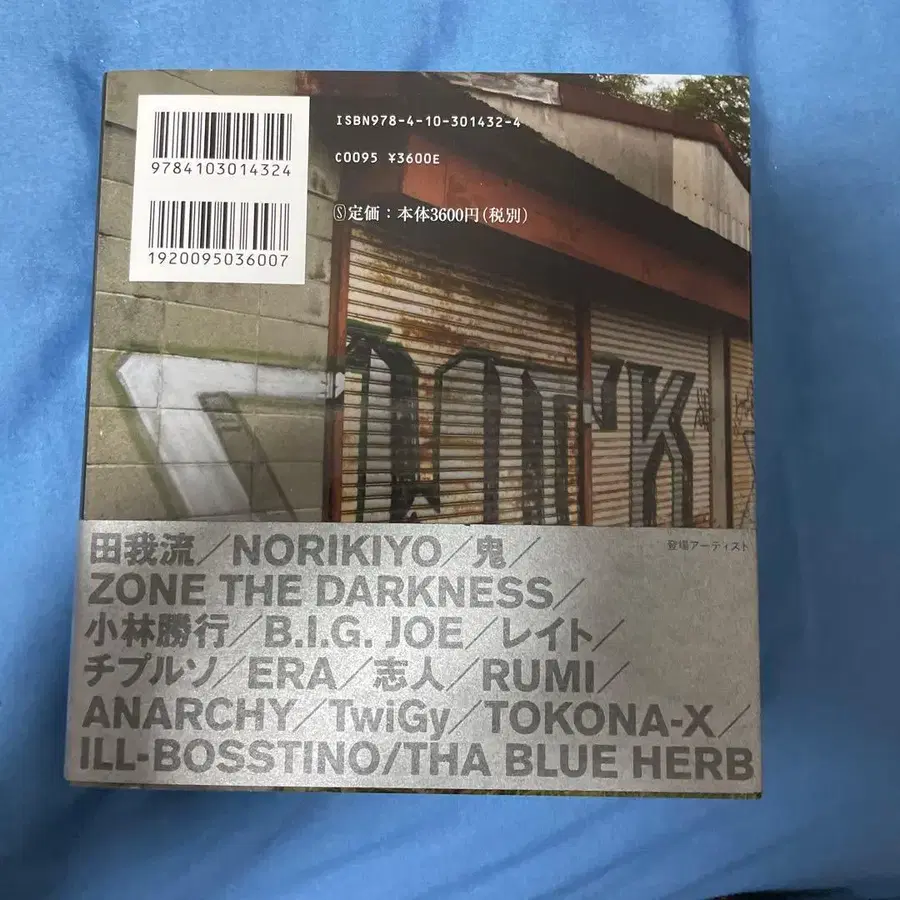 9784103014324
1920095036007
ISBN978-4-10-301432-4
C0095 ¥3600E
Ⓢ定価：本体3600円(税別)
登場アーティスト
田我流／NORIKIYO／鬼／
ZONE THE DARKNESS／
小林勝行／B.I.G. JOE／レイト／
チプルソ／ERA／志人／RUMI／
ANARCHY／TwiGy／TOKONA-X／
ILL-BOSSTINO/THA BLUE HERB